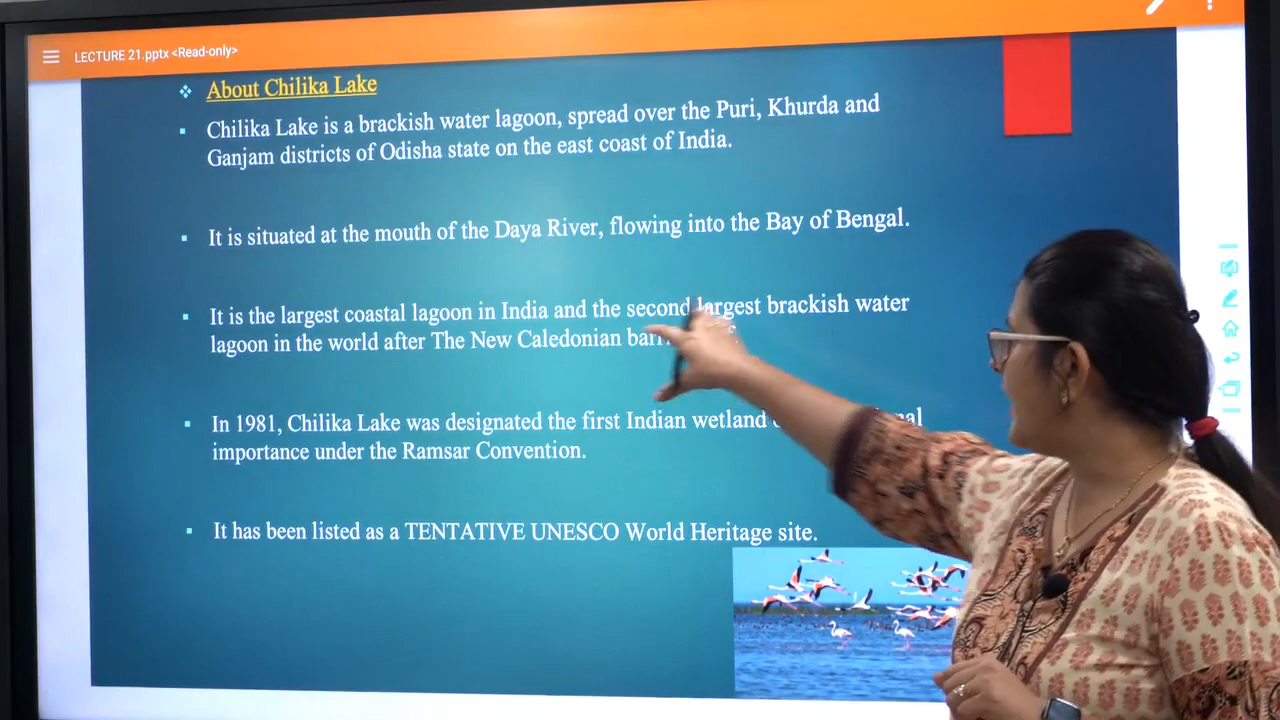 LECTURE 21.pptx <Read-only>
❖ About Chilika Lake
▪ Chilika Lake is a brackish water lagoon, spread over the Puri, Khurda and
Ganjam districts of Odisha state on the east coast of India.
▪ It is situated at the mouth of the Daya River, flowing into the Bay of Bengal.
▪ It is the largest coastal lagoon in India and the second largest brackish water
lagoon in the world after The New Caledonian
▪ In 1981, Chilika Lake was designated the first Indian wetland
importance under the Ramsar Convention.
▪ It has been listed as a TENTATIVE UNESCO World Heritage site.